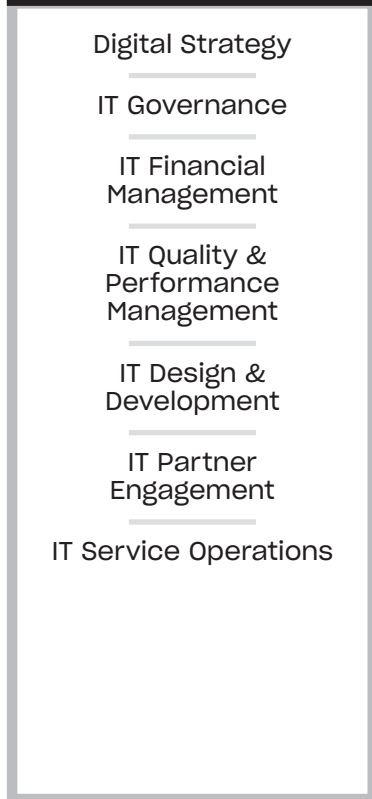 Digital Strategy
IT Governance
IT Financial
Management
IT Quality &
Performance
Management
IT Design &
Development
IT Partner
Engagement
IT Service Operations